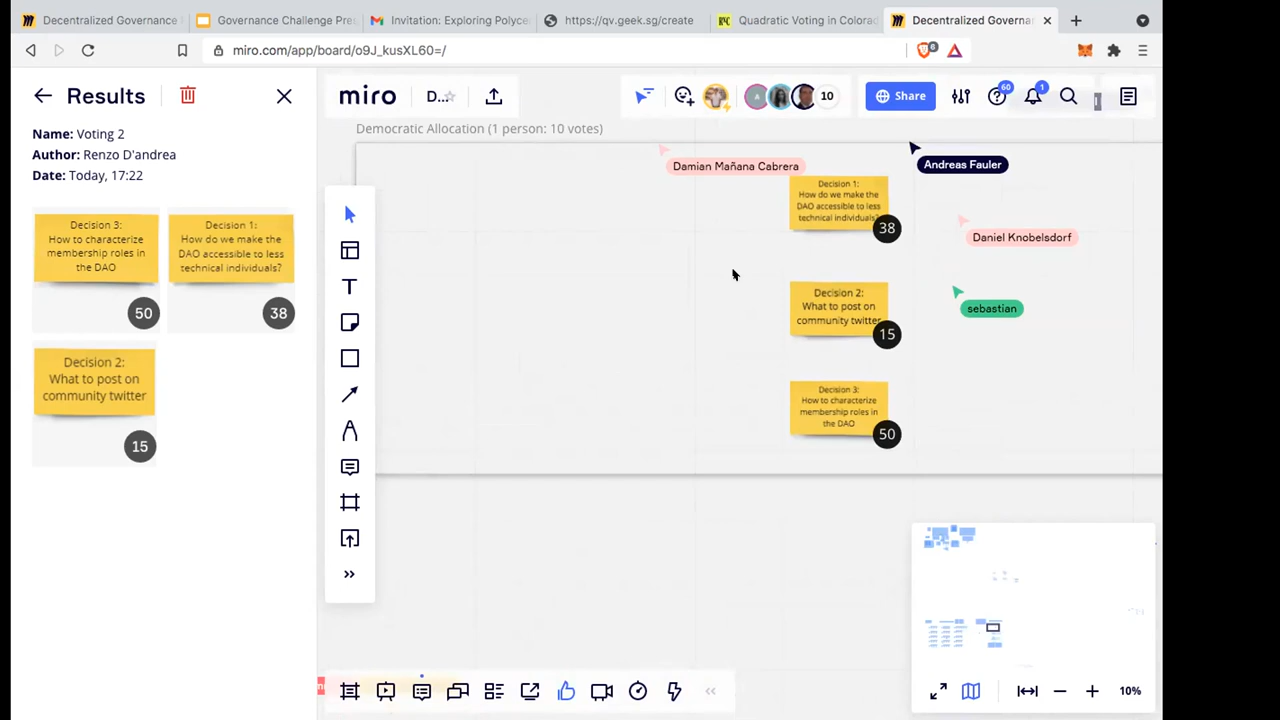 Decentralized Governance
Governance Challenge Pres
Invitation: Exploring Polyce
https://qv.geek.sg/create
Quadratic Voting in Colorad
Decentralized Governa
miro.com/app/board/o9J_kusXL60=/
6
Results
miro
D...
10
Share
60
1
Name: Voting 2
Author: Renzo D'andrea
Date: Today, 17:22
Decision 3:
How to characterize
membership roles in
the DAO
50
Decision 1:
How do we make the
DAO accessible to less
technical individuals?
38
Decision 2:
What to post on
community twitter
15
Democratic Allocation (1 person: 10 votes)
Damian Mañana Cabrera
Andreas Fauler
Daniel Knobelsdorf
sebastian
Decision 1:
How do we make the
DAO accessible to less
technical individuals?
38
Decision 2:
What to post on
community twitter
15
Decision 3:
How to characterize
membership roles in
the DAO
50
10%